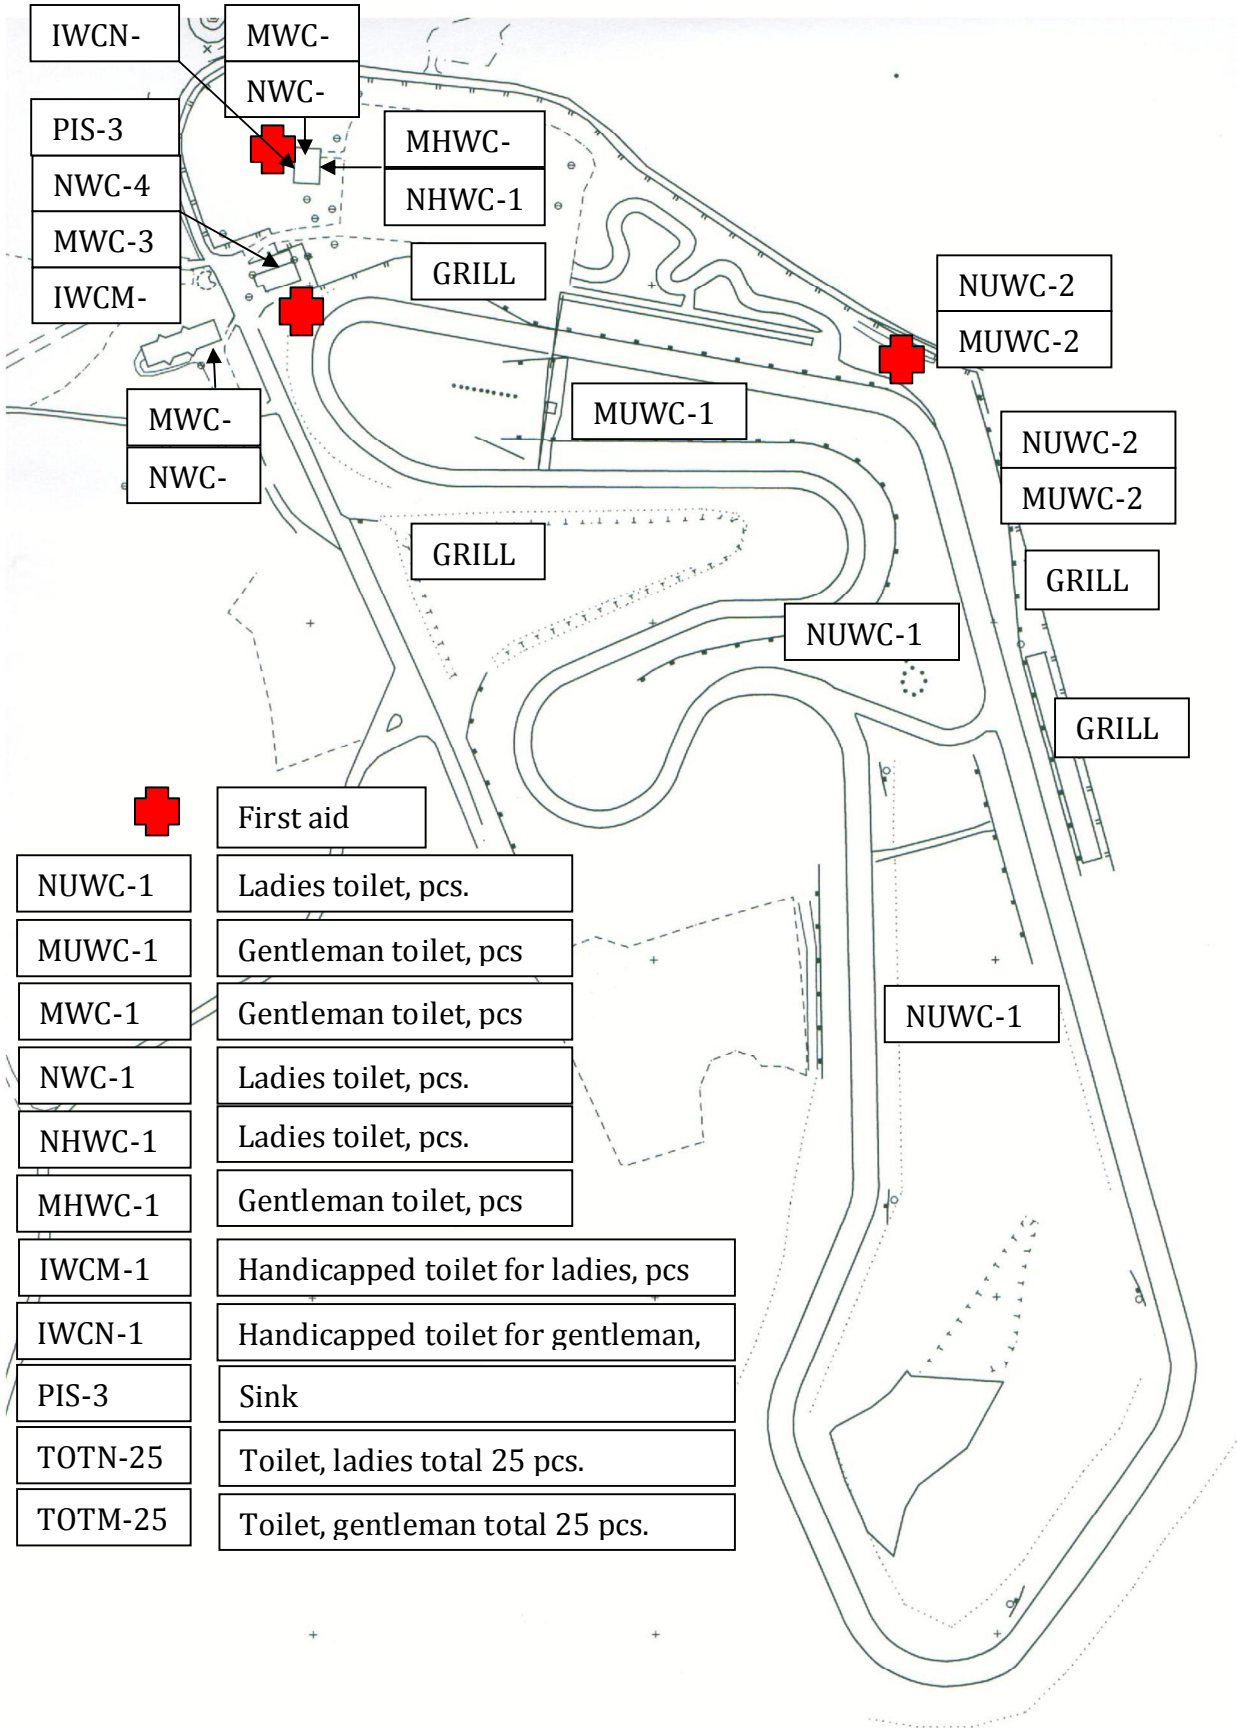 IWCN-
MWC-
NWC-
PIS-3
NWC-4
MWC-3
IWCM-
MHWC-
NHWC-1
GRILL
NUWC-2
MUWC-2
MWC-
NWC-
MUWC-1
NUWC-2
MUWC-2
GRILL
GRILL
NUWC-1
GRILL
First aid
NUWC-1 Ladies toilet, pcs.
MUWC-1 Gentleman toilet, pcs
MWC-1 Gentleman toilet, pcs
NWC-1 Ladies toilet, pcs.
NHWC-1 Ladies toilet, pcs.
MHWC-1 Gentleman toilet, pcs
IWCM-1 Handicapped toilet for ladies, pcs
IWCN-1 Handicapped toilet for gentleman,
PIS-3 Sink
TOTN-25 Toilet, ladies total 25 pcs.
TOTM-25 Toilet, gentleman total 25 pcs.
NUWC-1